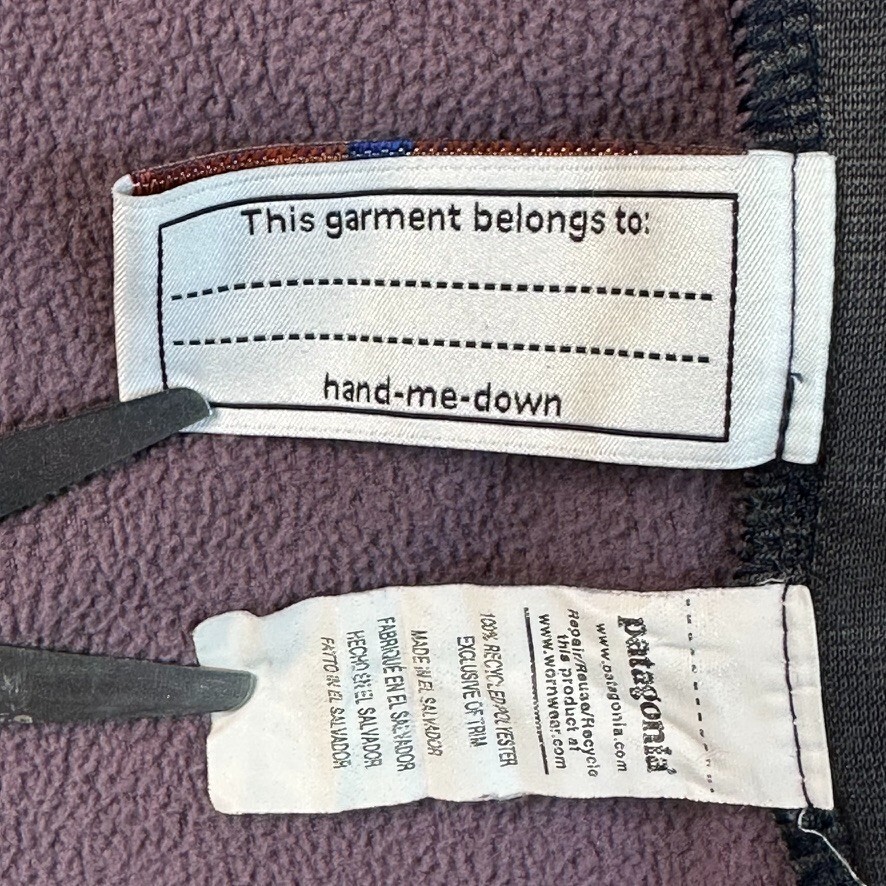 This garment belongs to:
hand-me-down
patagonia
www.patagonia.com
Repair/Reuse/Recycle
this product at
www.wornwear.com
100% RECYCLED POLYESTER
EXCLUSIVE OF TRIM
MADE IN EL SALVADOR
FABRIQUÉ EN EL SALVADOR
HECHO EN EL SALVADOR
FATTO IN EL SALVADOR